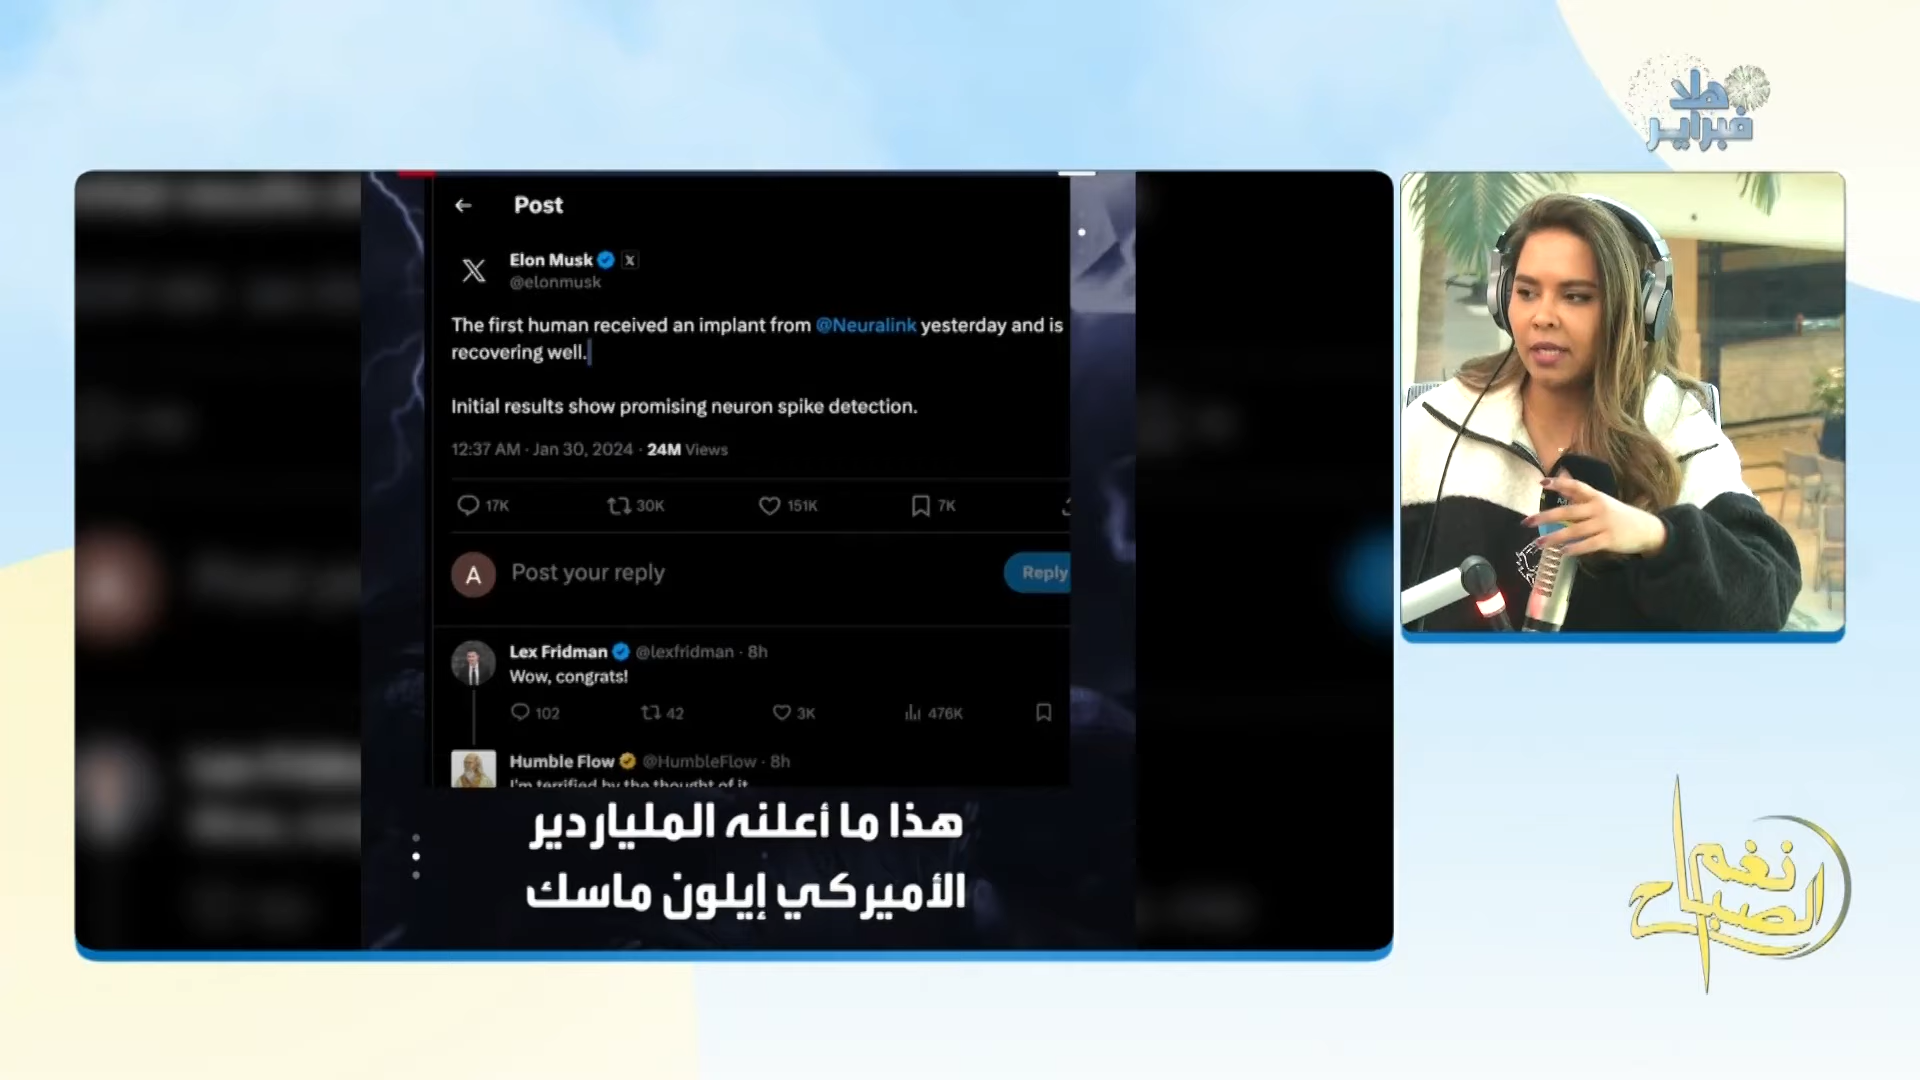 هلا
فبراير
Post
Elon Musk
@elonmusk
The first human received an implant from @Neuralink yesterday and is
recovering well.
Initial results show promising neuron spike detection.
12:37 AM · Jan 30, 2024 · 24M Views
17K 30K 151K 7K
A Post your reply Reply
Lex Fridman @lexfridman · 8h
Wow, congrats!
102 42 3K 476K
Humble Flow @HumbleFlow · 8h
I'm terrified by the thought of it
هذا ما أعلنه الملياردير
الأميركي إيلون ماسك
نغم
الصباح